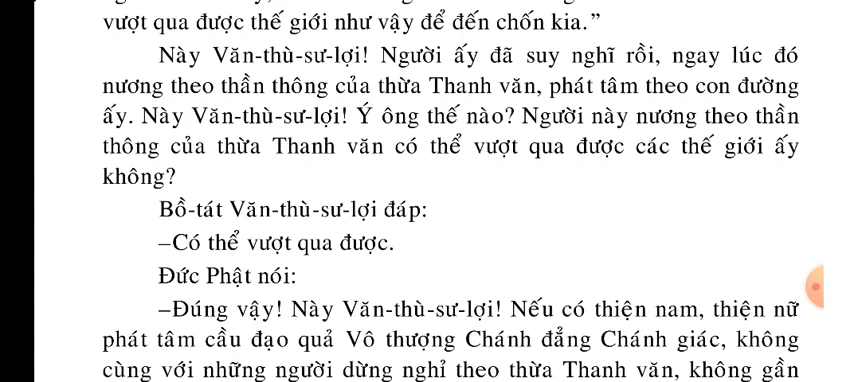 vượt qua được thế giới như vậy để đến chốn kia.”
Này Văn-thù-sư-lợi! Người ấy đã suy nghĩ rồi, ngay lúc đó
nương theo thần thông của thừa Thanh văn, phát tâm theo con đường
ấy. Này Văn-thù-sư-lợi! Ý ông thế nào? Người này nương theo thần
thông của thừa Thanh văn có thể vượt qua được các thế giới ấy
không?
Bồ-tát Văn-thù-sư-lợi đáp:
–Có thể vượt qua được.
Đức Phật nói:
–Đúng vậy! Này Văn-thù-sư-lợi! Nếu có thiện nam, thiện nữ
phát tâm cầu đạo quả Vô thượng Chánh đẳng Chánh giác, không
cùng với những người dừng nghỉ theo thừa Thanh văn, không gần